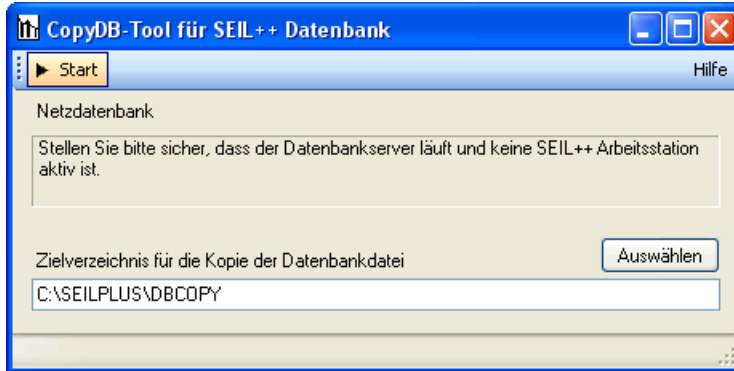 CopyDB-Tool für SEIL++ Datenbank
Start
Hilfe
Netzdatenbank
Stellen Sie bitte sicher, dass der Datenbankserver läuft und keine SEIL++ Arbeitsstation
aktiv ist.
Zielverzeichnis für die Kopie der Datenbankdatei
Auswählen
C:\SEILPLUS\DBCOPY